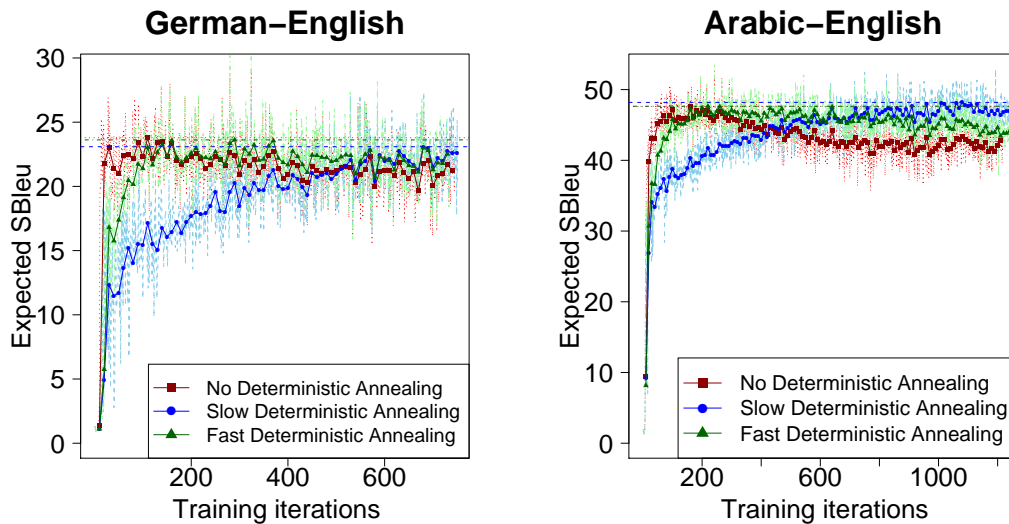 German–English
Expected SBleu
30
25
20
15
10
5
0
200
400
600
Training iterations
No Deterministic Annealing
Slow Deterministic Annealing
Fast Deterministic Annealing
Arabic–English
Expected SBleu
50
40
30
20
10
0
200
600
1000
Training iterations
No Deterministic Annealing
Slow Deterministic Annealing
Fast Deterministic Annealing